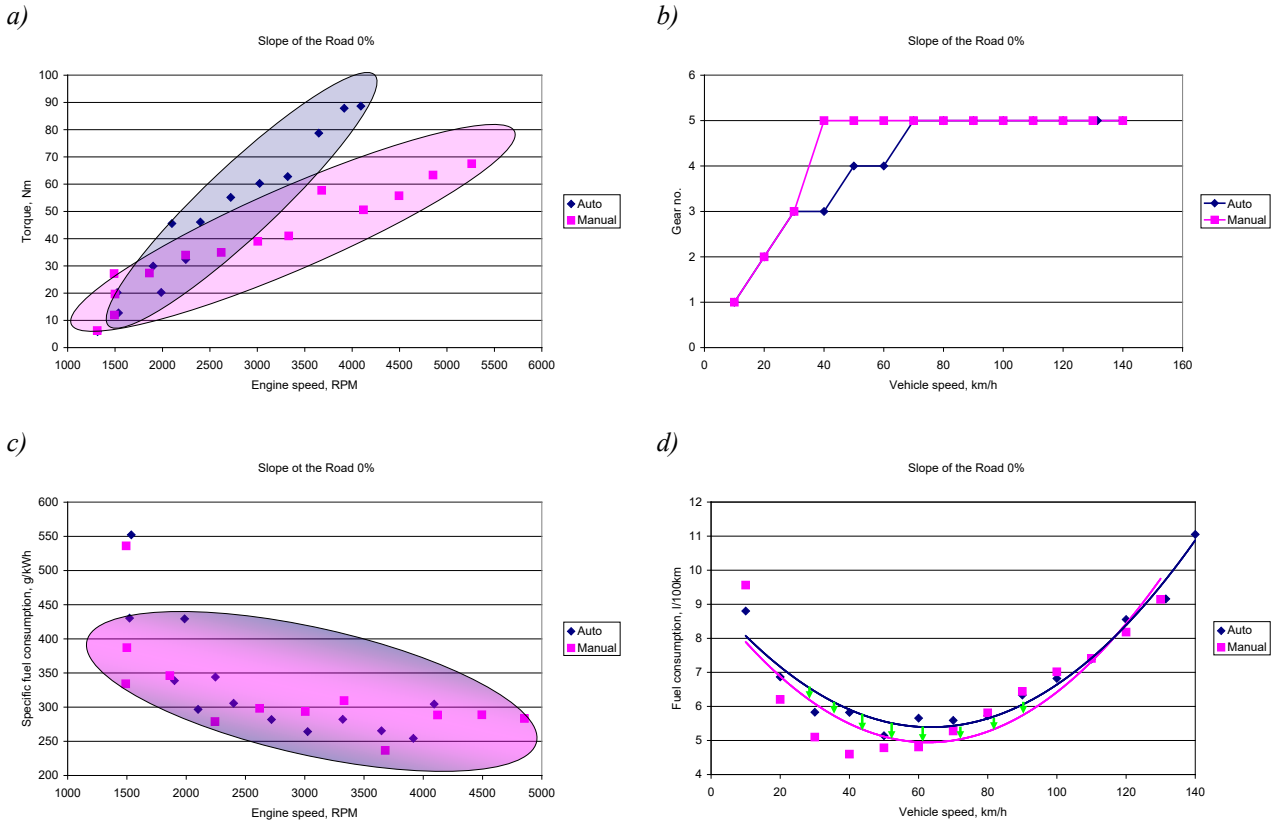 a)
Slope of the Road 0%
100
90
80
70
60
50
40
30
20
10
0
Torque, Nm
1000 1500 2000 2500 3000 3500 4000 4500 5000 5500 6000
Engine speed, RPM
Auto
Manual
b)
Slope of the Road 0%
6
5
4
3
2
1
0
Gear no.
0 20 40 60 80 100 120 140 160
Vehicle speed, km/h
Auto
Manual
c)
Slope ot the Road 0%
600
550
500
450
400
350
300
250
200
Specific fuel consumption, g/kWh
1000 1500 2000 2500 3000 3500 4000 4500 5000
Engine speed, RPM
Auto
Manual
d)
Slope of the Road 0%
12
11
10
9
8
7
6
5
4
Fuel consumption, l/100km
0 20 40 60 80 100 120 140
Vehicle speed, km/h
Auto
Manual